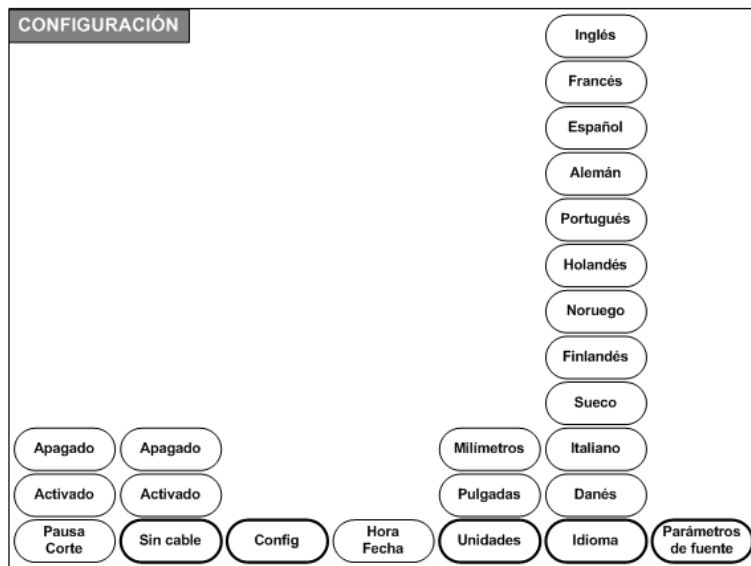 CONFIGURACIÓN
Inglés
Francés
Español
Alemán
Portugués
Holandés
Noruego
Finlandés
Sueco
Apagado Apagado Milímetros Italiano
Activado Activado Pulgadas Danés
Pausa Corte Sin cable Config Hora Fecha Unidades Idioma Parámetros de fuente